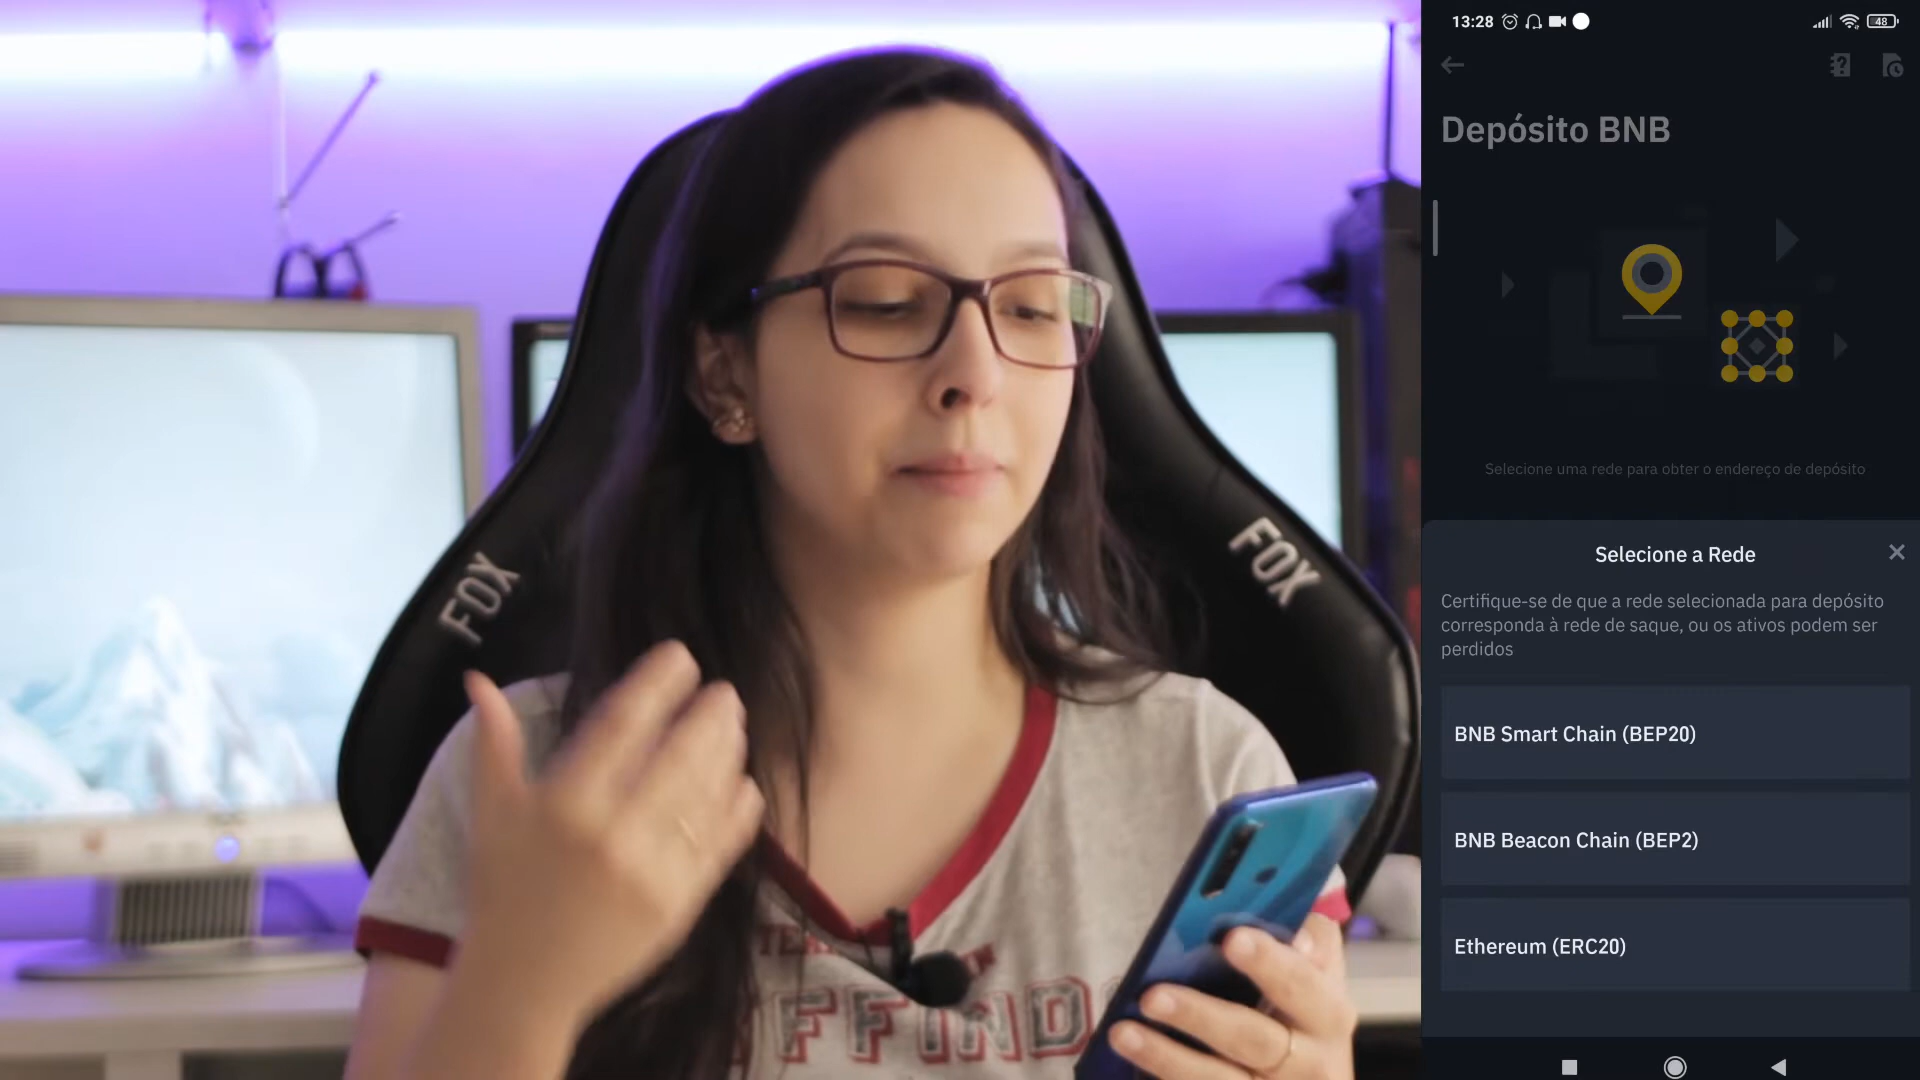 13:28
48
Depósito BNB
Selecione uma rede para obter o endereço de depósito
Selecione a Rede
Certifique-se de que a rede selecionada para depósito
corresponda à rede de saque, ou os ativos podem ser
perdidos
BNB Smart Chain (BEP20)
BNB Beacon Chain (BEP2)
Ethereum (ERC20)
FOX
FOX